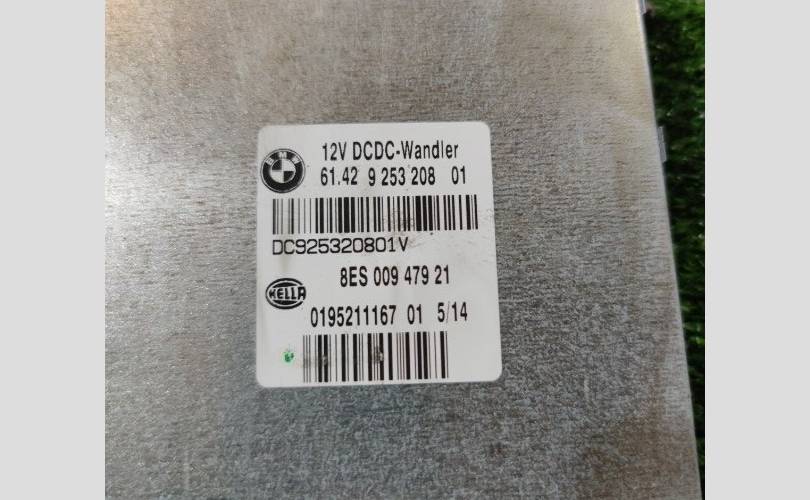 BMW
12V DCDC-Wandler
61.42 9 253 208 01
DC925320801V
8ES 009 479 21
HELLA
0195211167 01 5/14